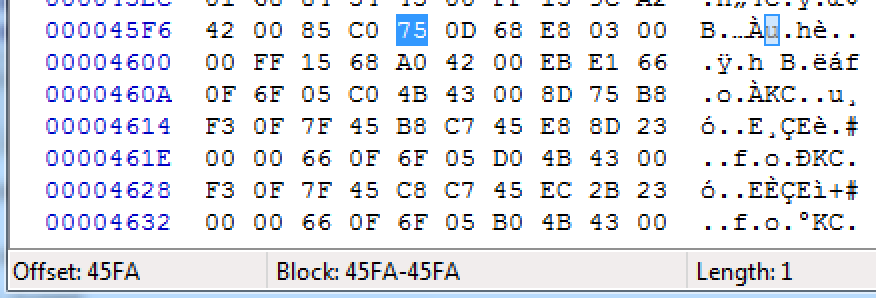 000045F6 42 00 85 C0 75 0D 68 E8 03 00 B.…Àu.hè..
00004600 00 FF 15 68 A0 42 00 EB E1 66 .ÿ.h B.ëáf
0000460A 0F 6F 05 C0 4B 43 00 8D 75 B8 .o.ÀKC..u¸
00004614 F3 0F 7F 45 B8 C7 45 E8 8D 23 ó..E¸ÇEè.#
0000461E 00 00 66 0F 6F 05 D0 4B 43 00 ..f.o.ÐKC.
00004628 F3 0F 7F 45 C8 C7 45 EC 2B 23 ó..EÈÇEì+#
00004632 00 00 66 0F 6F 05 B0 4B 43 00 ..f.o.°KC.
Offset: 45FA Block: 45FA-45FA Length: 1